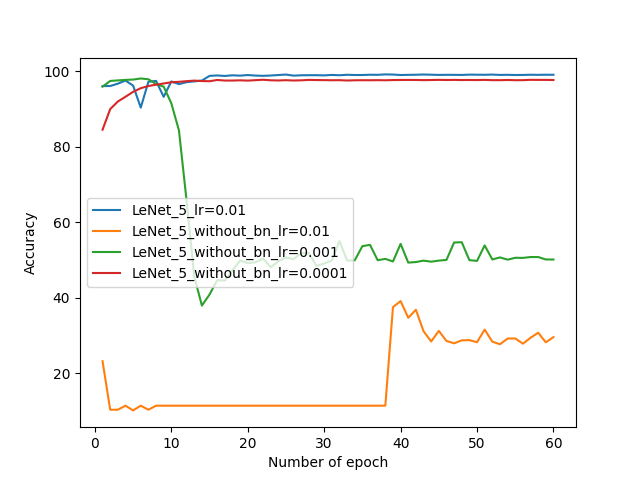 100
80
60
40
20
Accuracy
LeNet_5_lr=0.01
LeNet_5_without_bn_lr=0.01
LeNet_5_without_bn_lr=0.001
LeNet_5_without_bn_lr=0.0001
0 10 20 30 40 50 60
Number of epoch